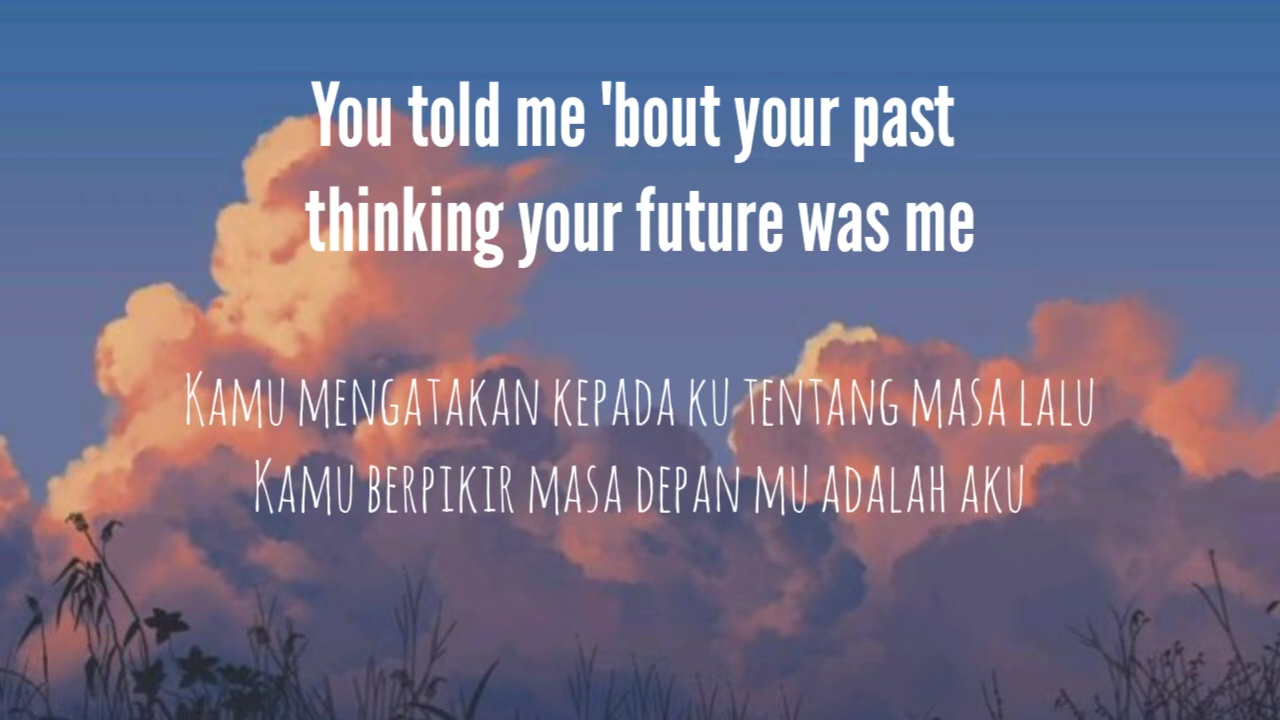 You told me 'bout your past
thinking your future was me
Kamu mengatakan kepada ku tentang masa lalu
Kamu berpikir masa depan mu adalah aku